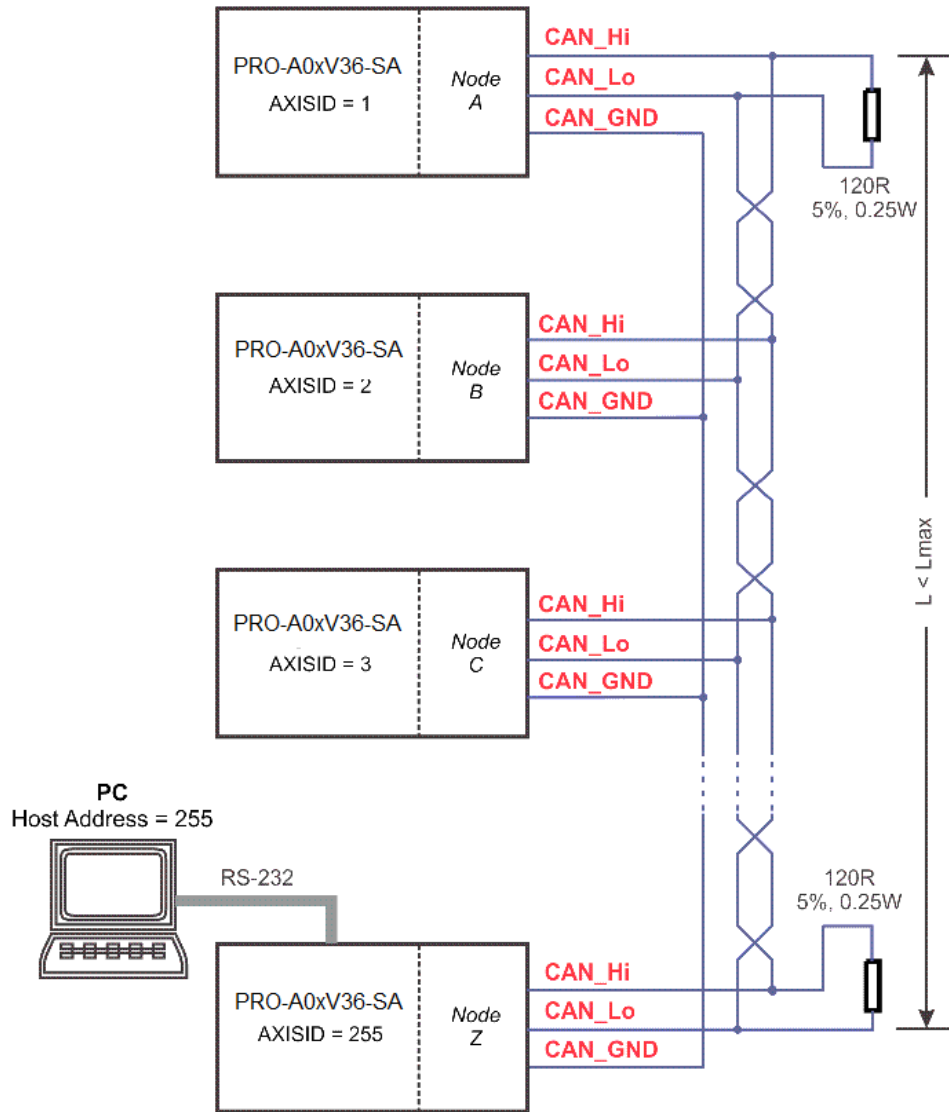 PRO-A0xV36-SA
AXISID = 1
Node
A
CAN_Hi
CAN_Lo
CAN_GND
120R
5%, 0.25W
PRO-A0xV36-SA
AXISID = 2
Node
B
CAN_Hi
CAN_Lo
CAN_GND
PRO-A0xV36-SA
AXISID = 3
Node
C
CAN_Hi
CAN_Lo
CAN_GND
L < Lmax
PC
Host Address = 255
RS-232
120R
5%, 0.25W
PRO-A0xV36-SA
AXISID = 255
Node
Z
CAN_Hi
CAN_Lo
CAN_GND